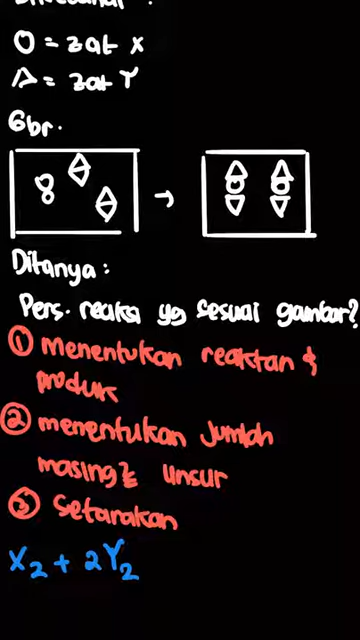 Diketahui :
O = zat X
Δ = zat Y
Gbr.
→
Ditanya :
Pers. reaksi yg sesuai gambar?
① menentukan reaktan &
produk
② menentukan jumlah
masing² unsur
③ setarakan
X₂ + 2Y₂